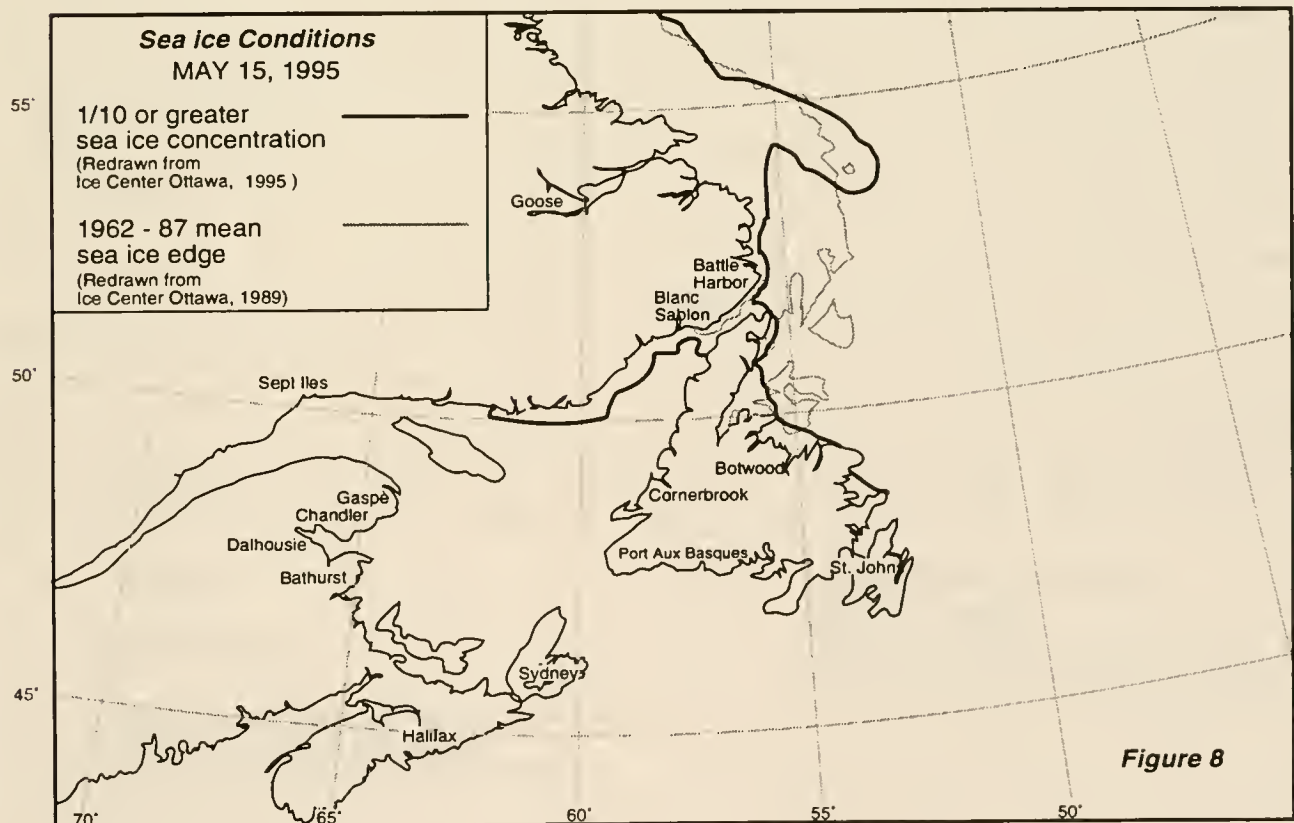 Sea ice Conditions
MAY 15, 1995
1/10 or greater
sea ice concentration
(Redrawn from
Ice Center Ottawa, 1995 )
1962 - 87 mean
sea ice edge
(Redrawn from
Ice Center Ottawa, 1989)
55°
50°
45°
Goose
Battle
Harbor
Blanc
Sablon
Sept Iles
Botwood
Cornerbrook
Gaspè
Chandler
Dalhousie
Port Aux Basques
St. Johns
Bathurst
Sydney
Halifax
Figure 8
70°
65°
60°
55°
50°